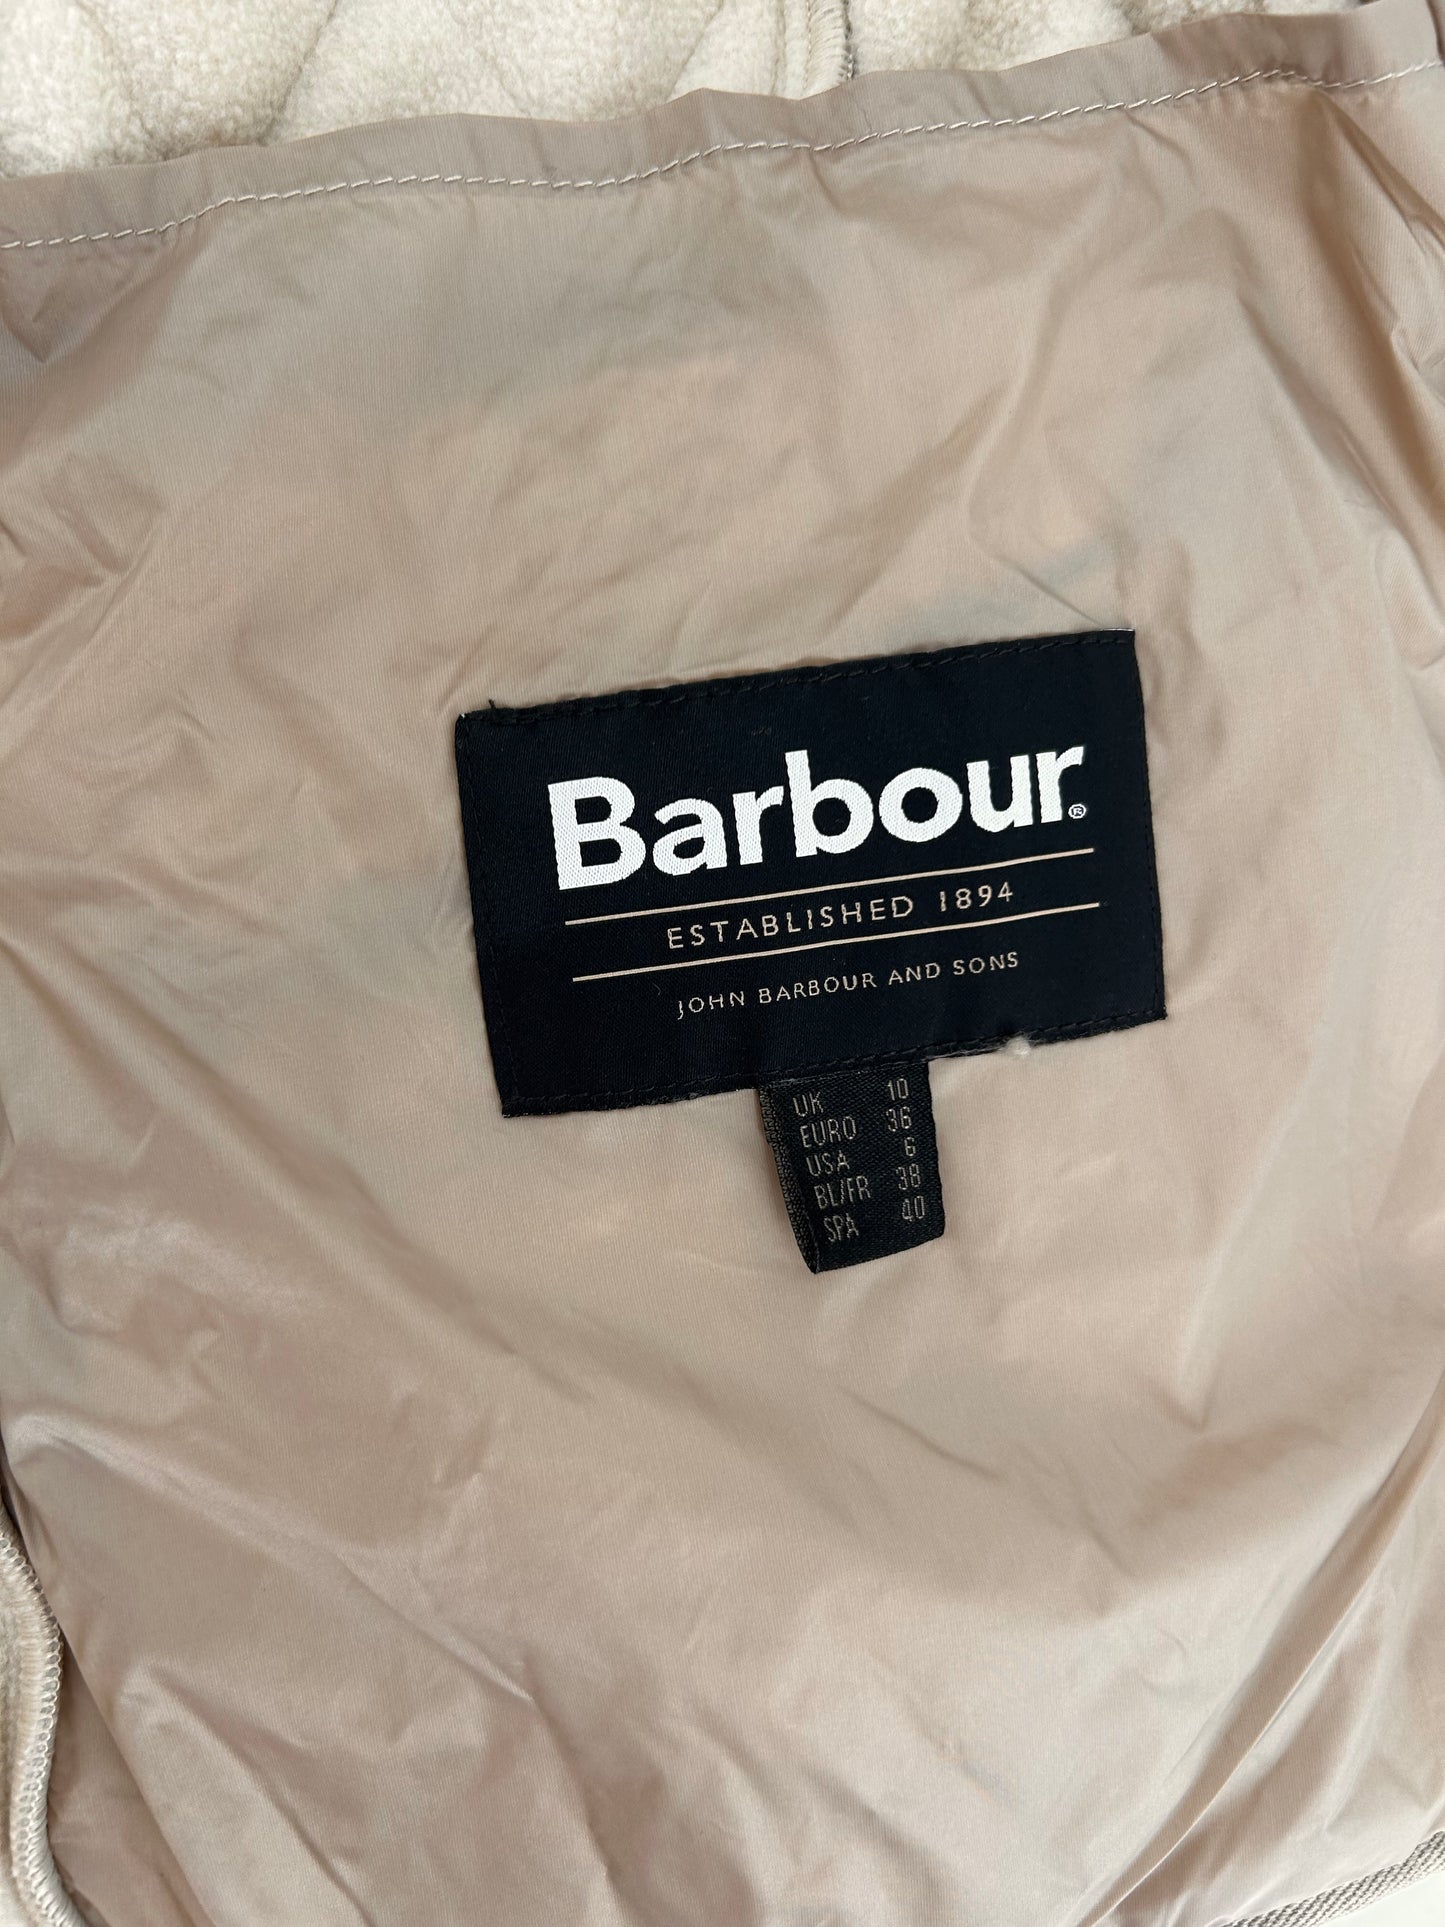 Barbour®
ESTABLISHED 1894
JOHN BARBOUR AND SONS
UK 10
EURO 36
USA 6
BL/FR 38
SPA 40